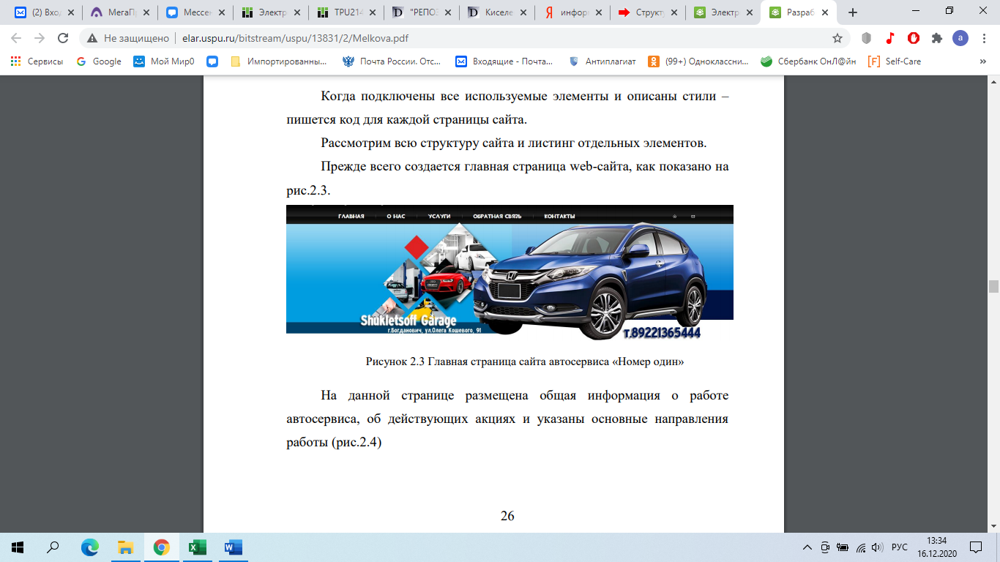 (2) Вход
МегаПр
Мессен
Электр
TPU214
"РЕПОЗ
Киселе
инфор
Структу
Электр
Разраб
Не защищено
elar.uspu.ru/bitstream/uspu/13831/2/Melkova.pdf
a
Сервисы
Google
Мой Mир0
Импортированны...
Почта России. Отс...
Входящие - Почта...
Антиплагиат
(99+) Одноклассни...
Сбербанк ОнЛ@йн
[F] Self-Care
»
Когда подключены все используемые элементы и описаны стили –
пишется код для каждой страницы сайта.
Рассмотрим всю структуру сайта и листинг отдельных элементов.
Прежде всего создается главная страница web-сайта, как показано на
рис.2.3.
ГЛАВНАЯ
О НАС
УСЛУГИ
ОБРАТНАЯ СВЯЗЬ
КОНТАКТЫ
Shukletsoff Garage
г.Богданович, ул.Олега Кошевого, 91
т.89221365444
Рисунок 2.3 Главная страница сайта автосервиса «Номер один»
На данной странице размещена общая информация о работе
автосервиса, об действующих акциях и указаны основные направления
работы (рис.2.4)
26
РУС
13:34
16.12.2020